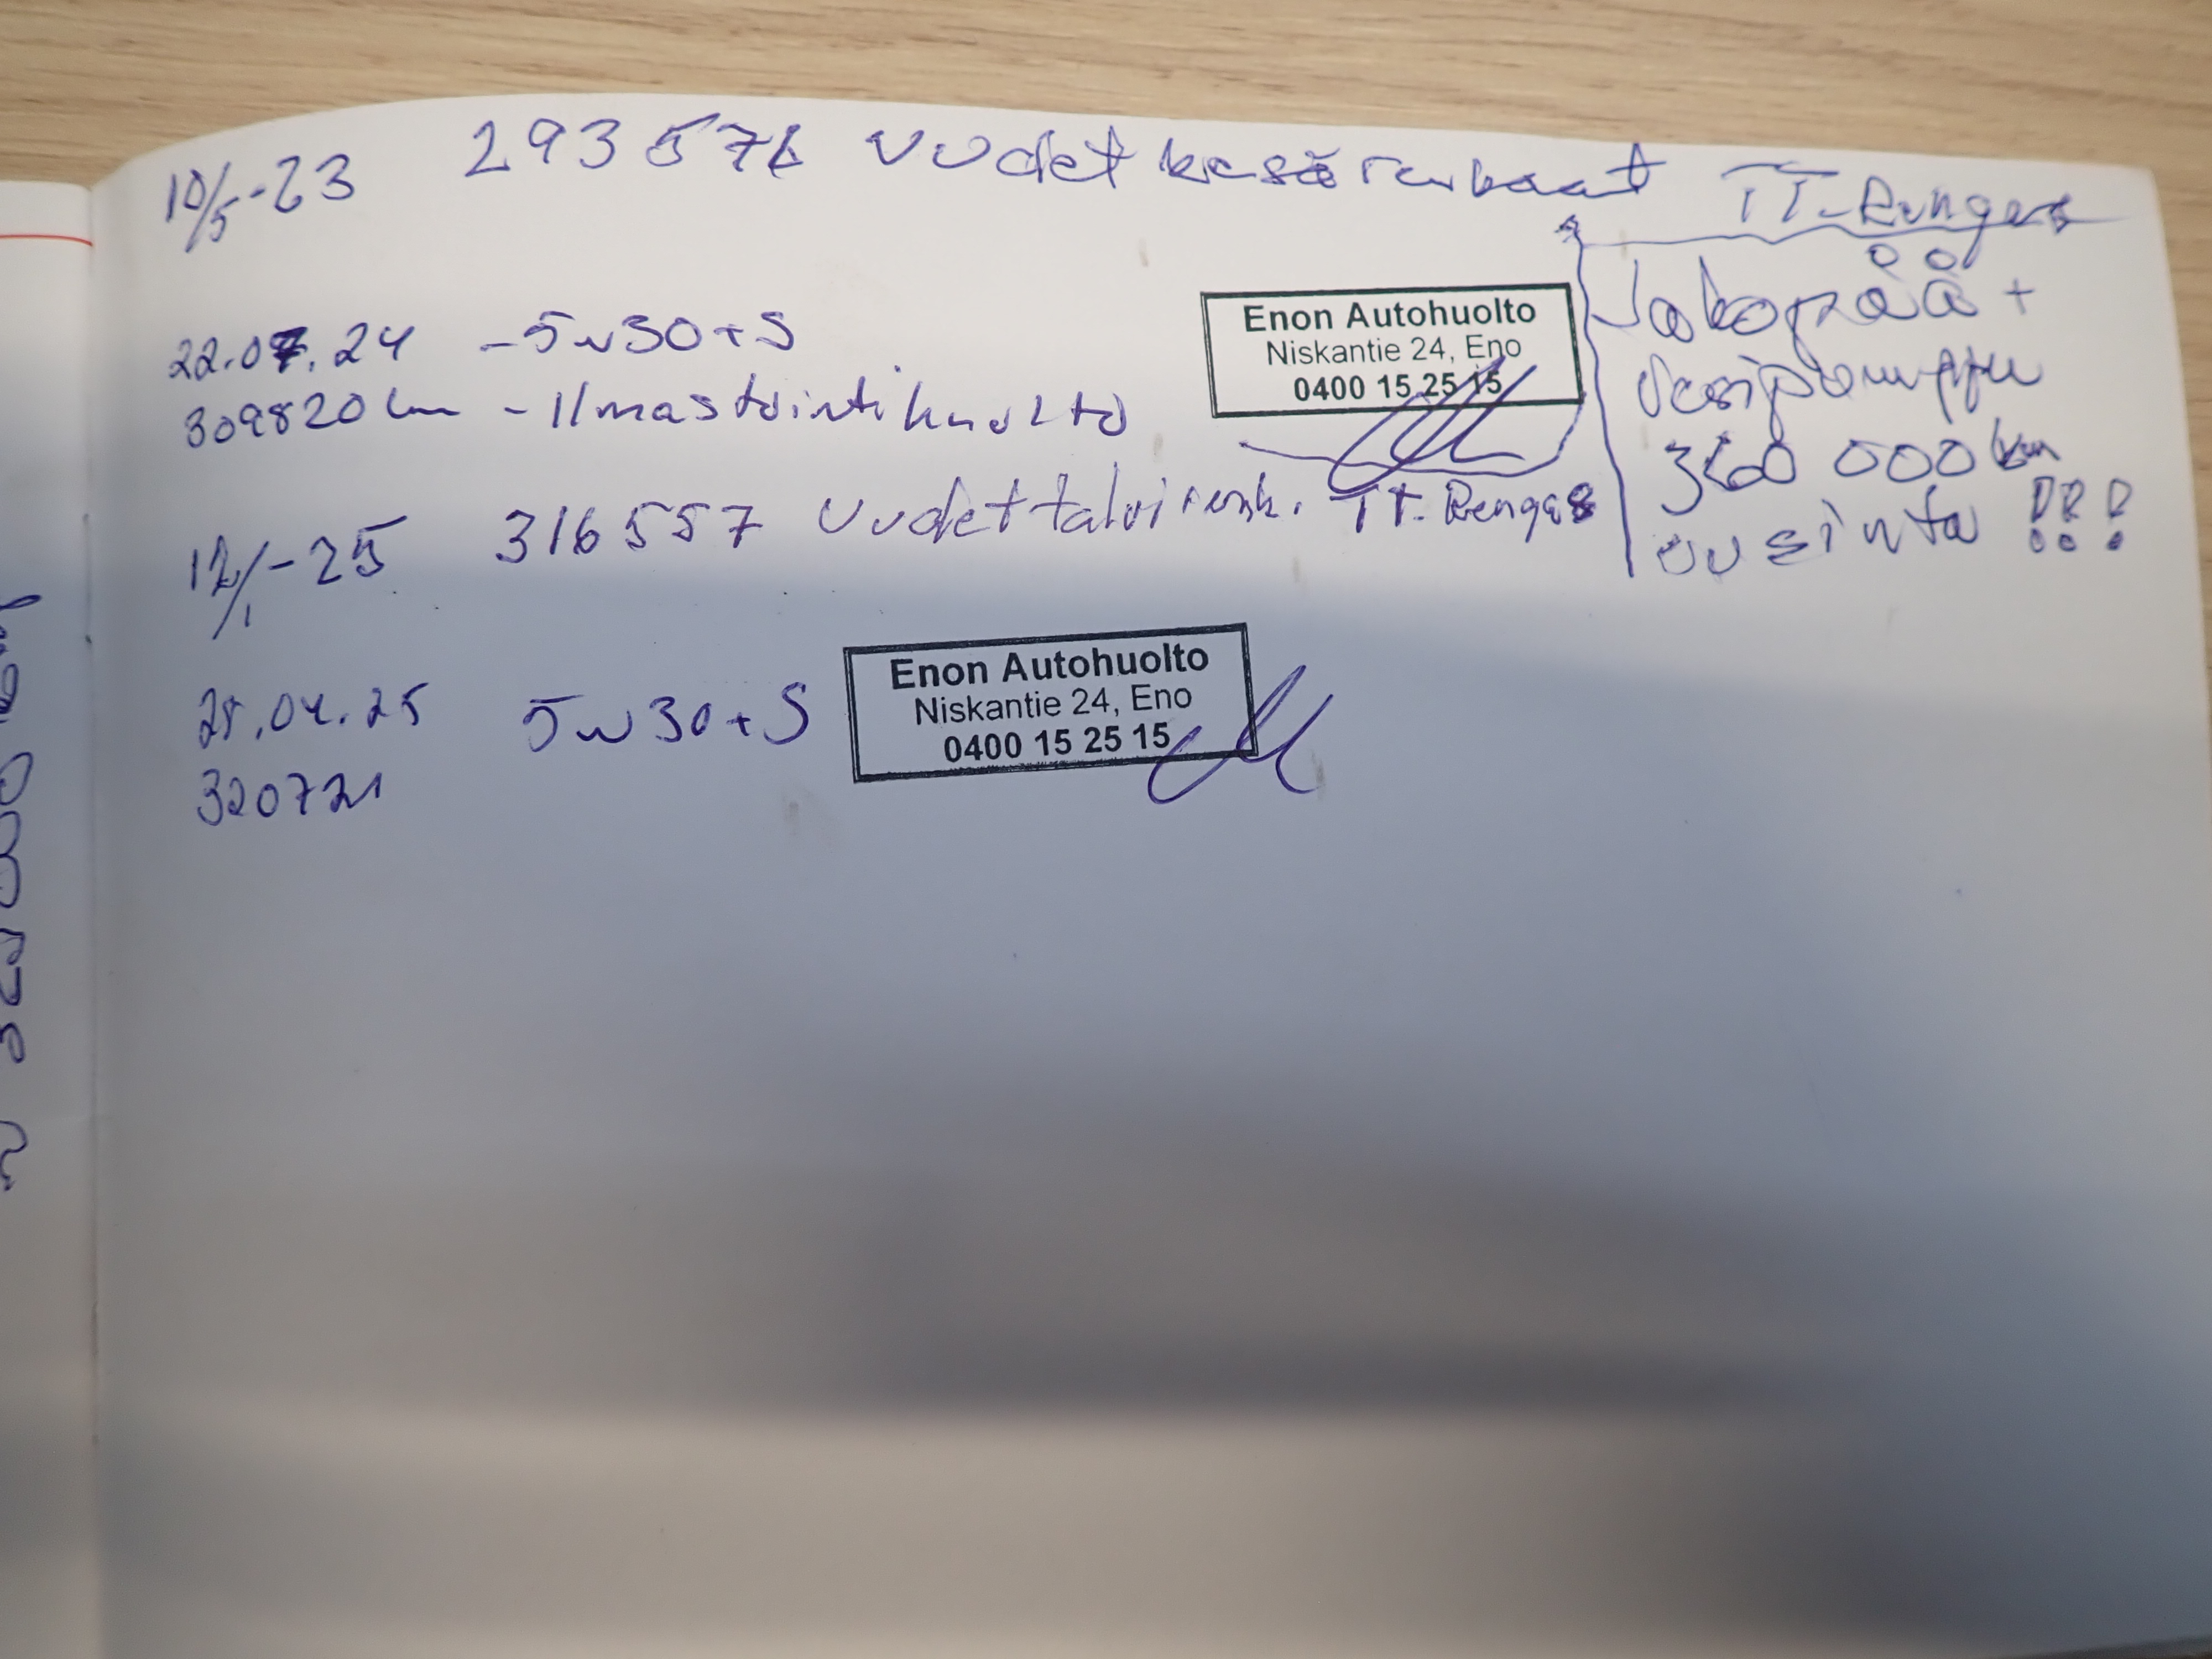 10/5-23 293576 Uudet kesärenkaat TT-Rengas
22.07.24 -5w30+S
309820 km -Ilmastointihuolto
Enon Autohuolto
Niskantie 24, Eno
0400 15 25 15
Jakopää +
Vesipumppu
360 000 km
uusinta !!!
12/1-25 316557 Uudet talvirenk. TT-Rengas
28.04.25 5w30+S
320721
Enon Autohuolto
Niskantie 24, Eno
0400 15 25 15